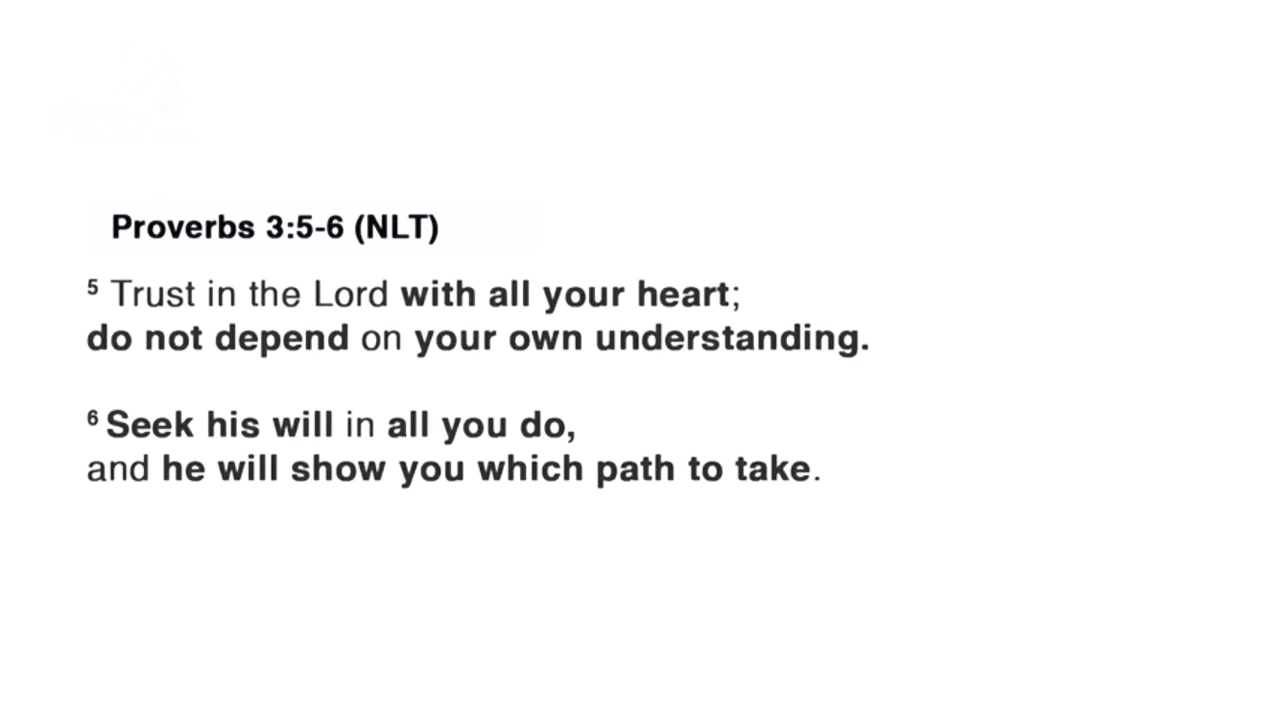 Proverbs 3:5-6 (NLT)
⁵ Trust in the Lord with all your heart;
do not depend on your own understanding.
⁶ Seek his will in all you do,
and he will show you which path to take.